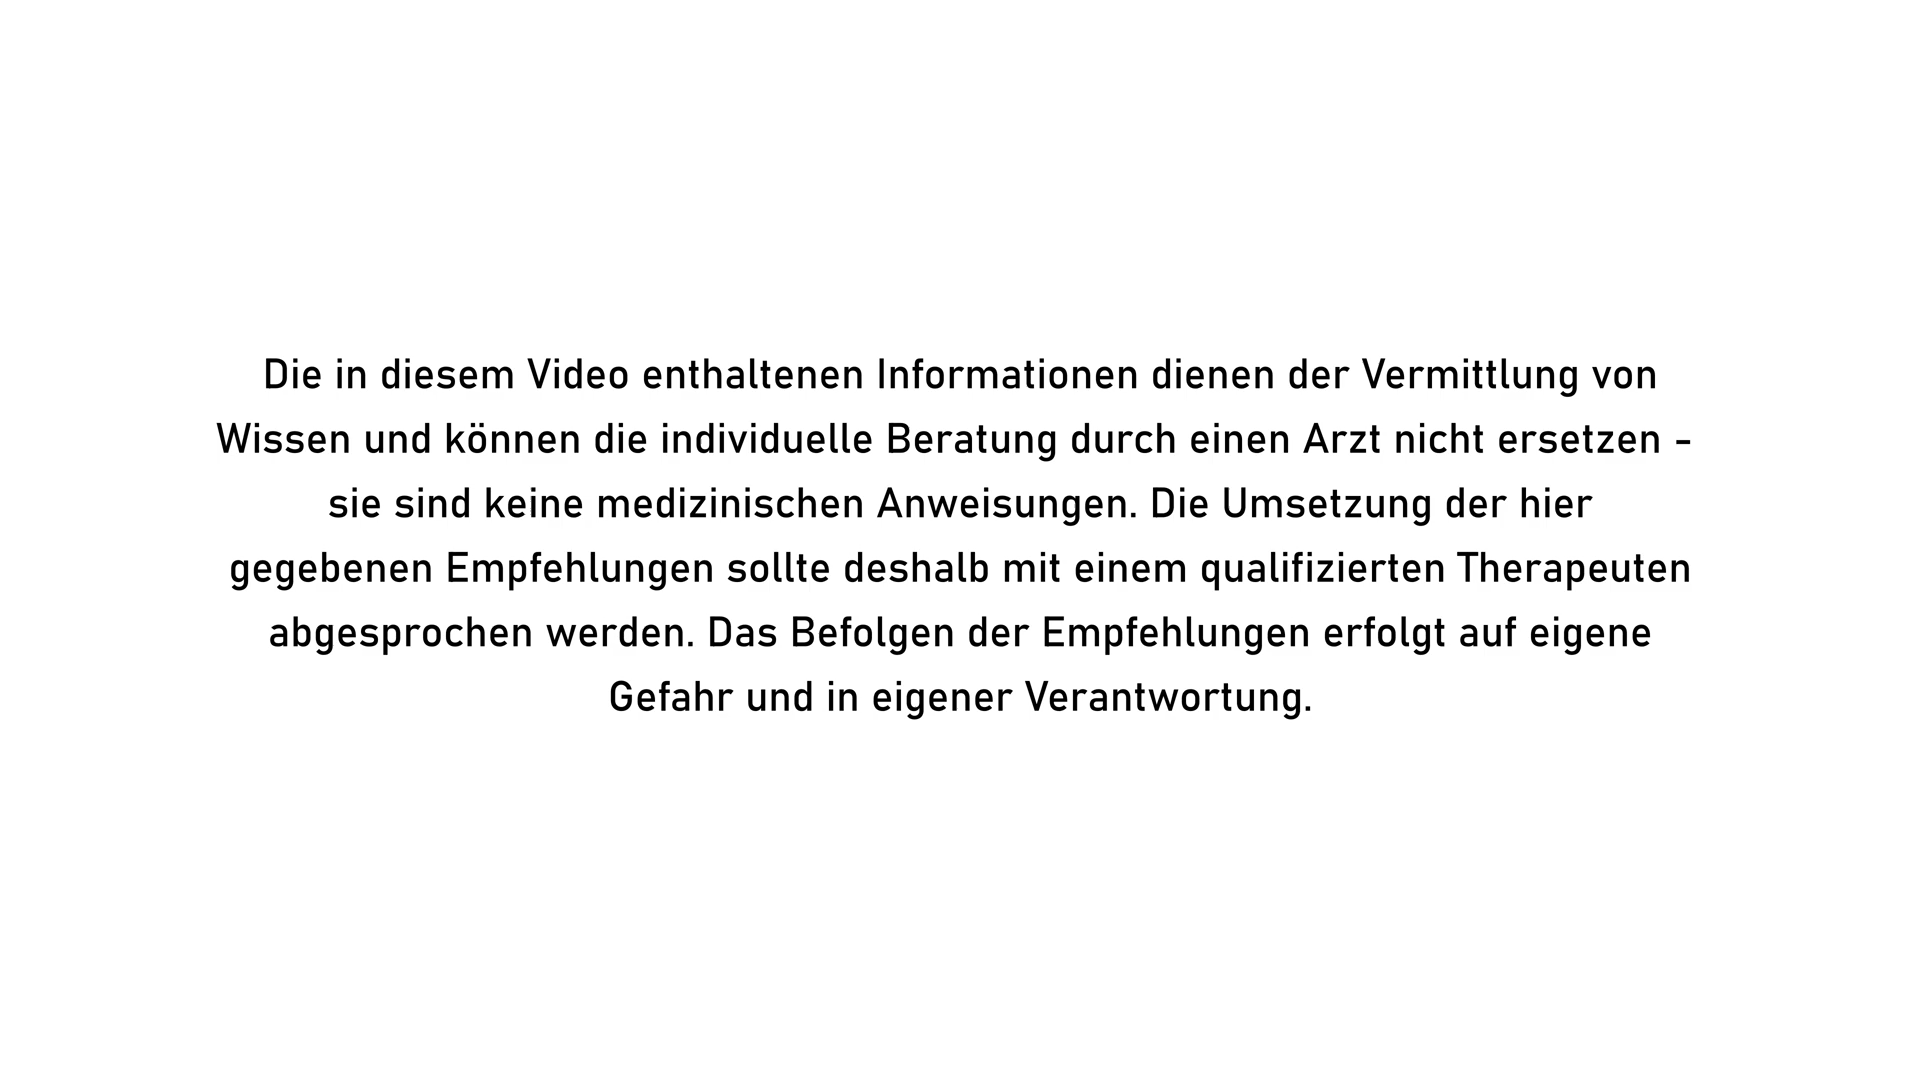 Die in diesem Video enthaltenen Informationen dienen der Vermittlung von
Wissen und können die individuelle Beratung durch einen Arzt nicht ersetzen -
sie sind keine medizinischen Anweisungen. Die Umsetzung der hier
gegebenen Empfehlungen sollte deshalb mit einem qualifizierten Therapeuten
abgesprochen werden. Das Befolgen der Empfehlungen erfolgt auf eigene
Gefahr und in eigener Verantwortung.